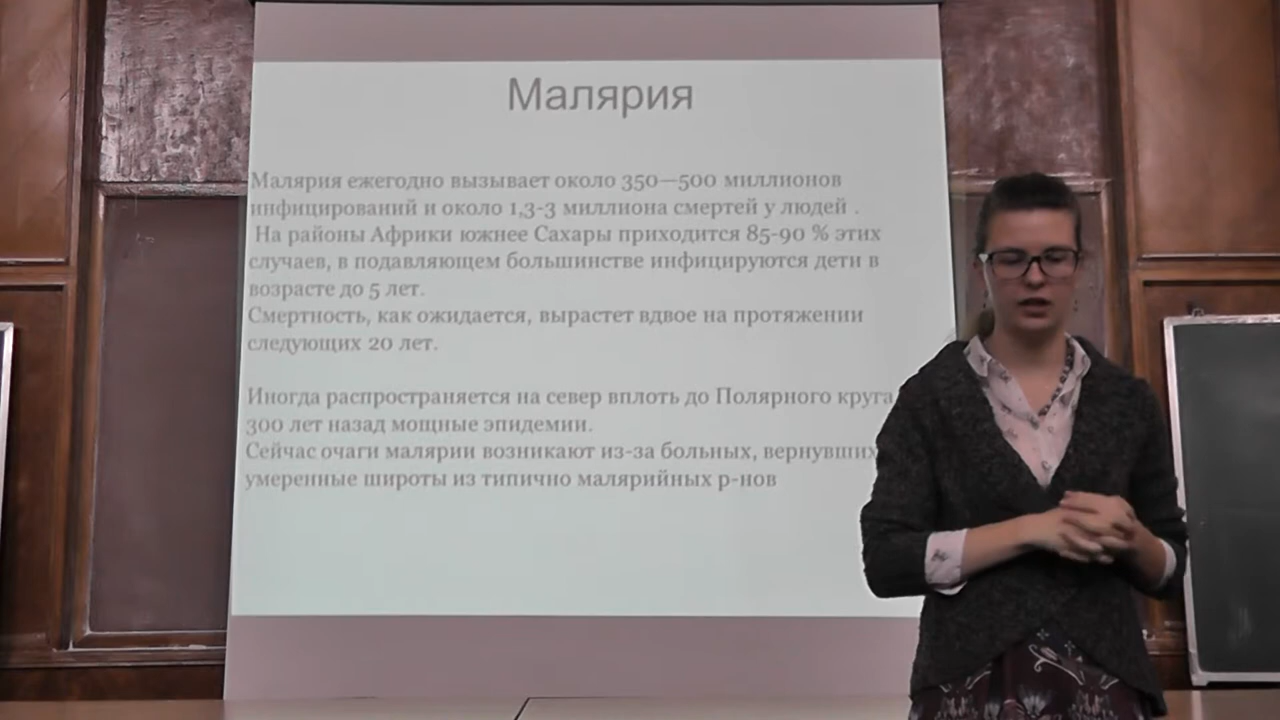 Малярия
Малярия ежегодно вызывает около 350—500 миллионов
инфицирований и около 1,3-3 миллиона смертей у людей .
На районы Африки южнее Сахары приходится 85-90 % этих
случаев, в подавляющем большинстве инфицируются дети в
возрасте до 5 лет.
Смертность, как ожидается, вырастет вдвое на протяжении
следующих 20 лет.
Иногда распространяется на север вплоть до Полярного круга
300 лет назад мощные эпидемии.
Сейчас очаги малярии возникают из-за больных, вернувших
умеренные широты из типично малярийных р-нов